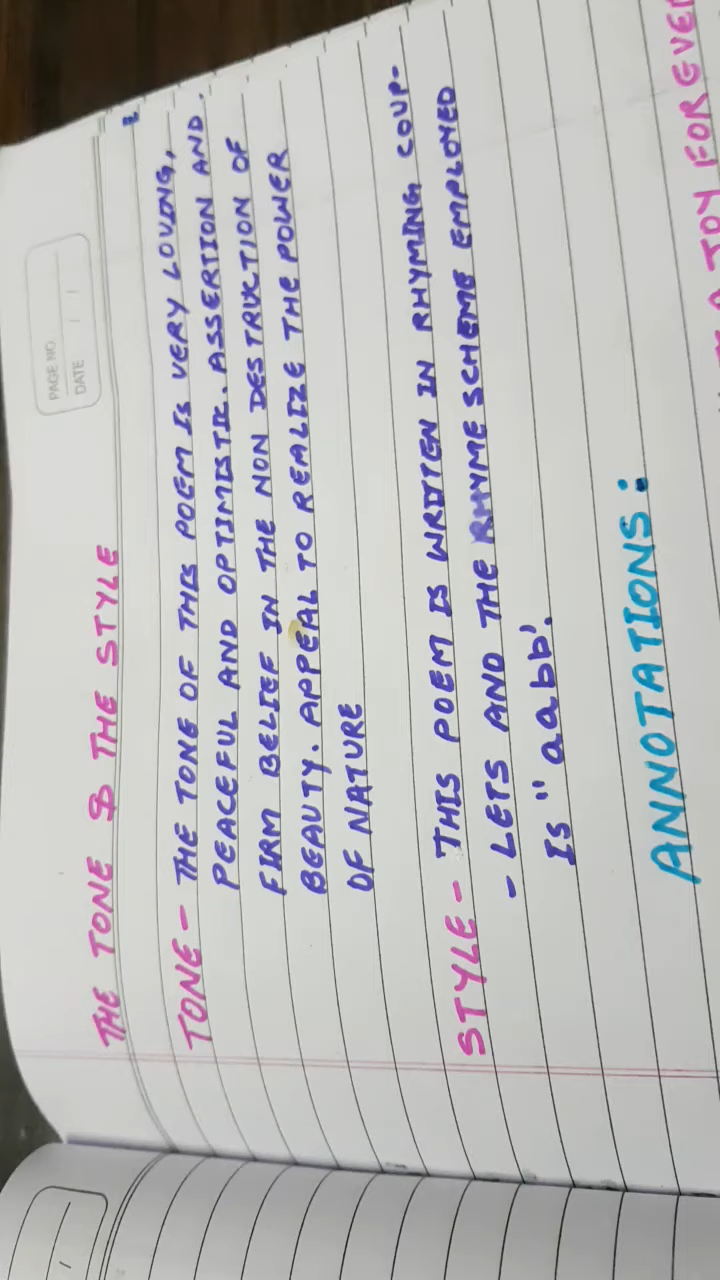 PAGE NO
DATE / /
THE TONE & THE STYLE
TONE - THE TONE OF THIS POEM IS VERY LOVING,
PEACEFUL AND OPTIMISTIC. ASSERTION AND
FIRM BELIEF IN THE NON DESTRUCTION OF
BEAUTY. APPEAL TO REALIZE THE POWER
OF NATURE
STYLE - THIS POEM IS WRITTEN IN RHYMING COUP-
- LETS AND THE RHYME SCHEME EMPLOYED
IS "aabb'.
ANNOTATIONS:
A JOY FOREVER